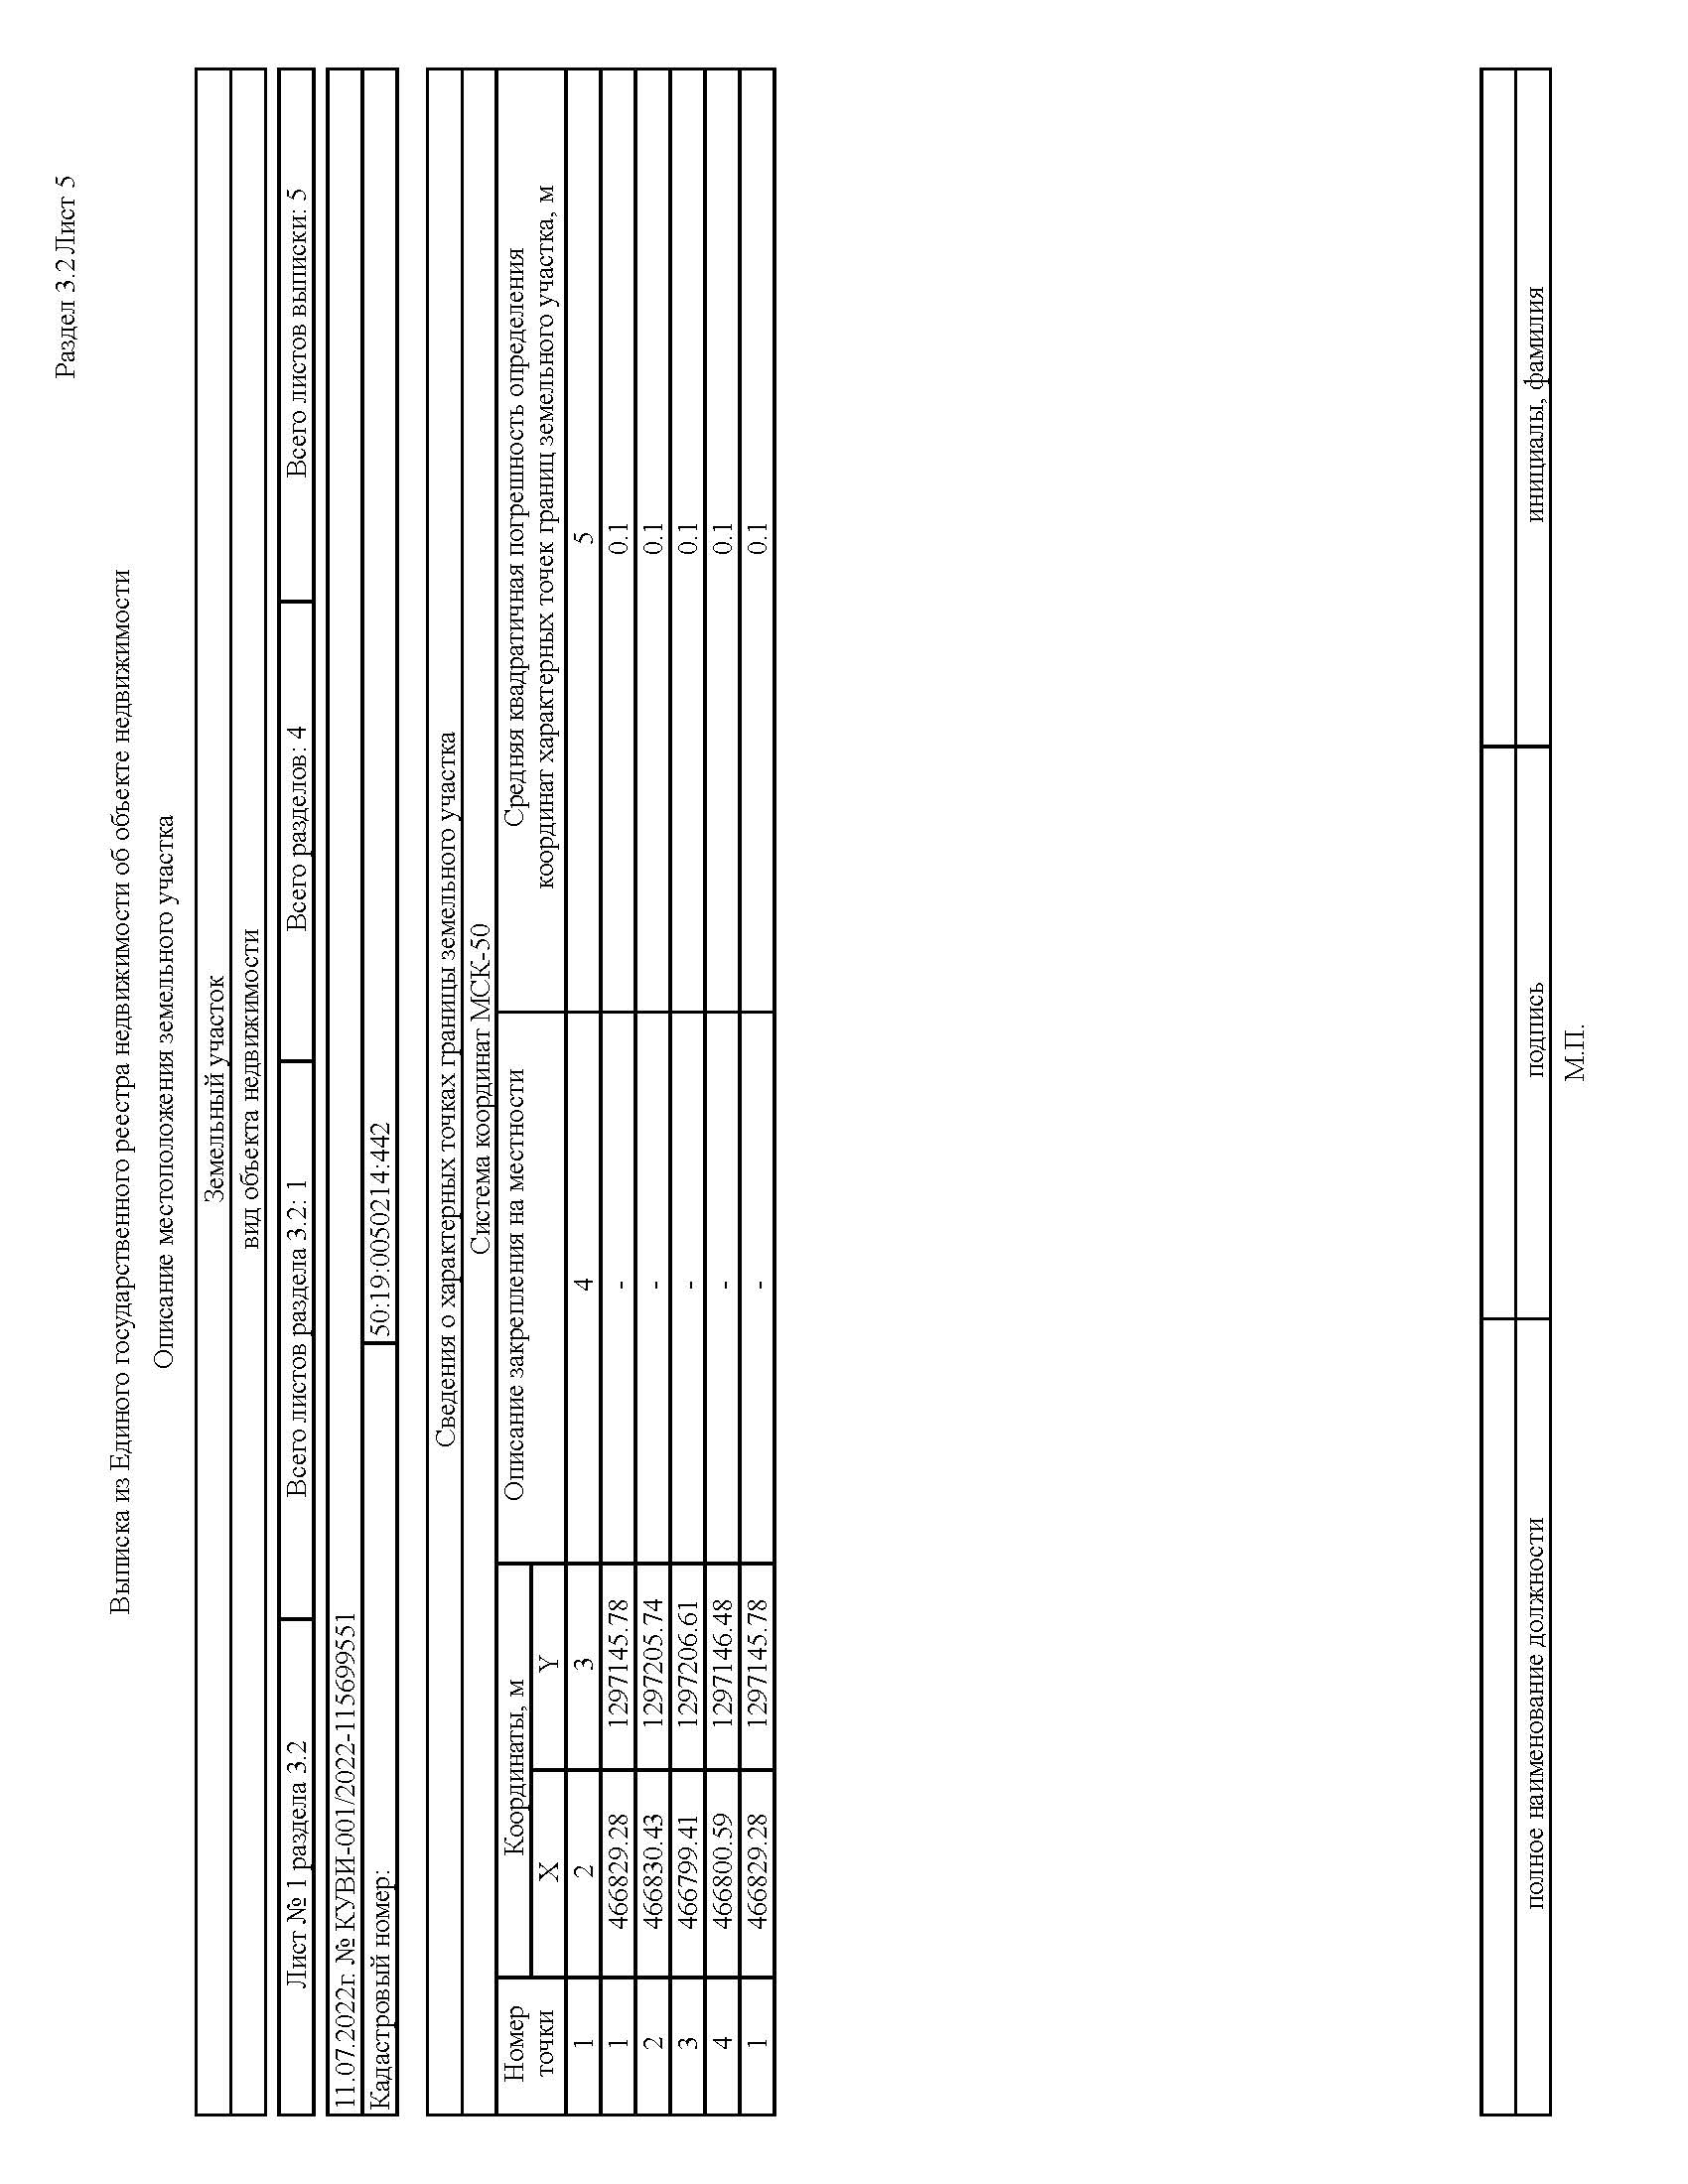 Раздел 3.2 Лист 5
Выписка из Единого государственного реестра недвижимости об объекте недвижимости
Описание местоположения земельного участка
Земельный участок
вид объекта недвижимости
Лист № 1 раздела 3.2 Всего листов раздела 3.2: 1 Всего разделов: 4 Всего листов выписки: 5
11.07.2022г. № КУВИ-001/2022-115699551
Кадастровый номер: 50:19:0050214:442
Сведения о характерных точках границы земельного участка
Система координат МСК-50
Номер точки Координаты, м Описание закрепления на местности Средняя квадратичная погрешность определения
координат характерных точек границ земельного участка, м
X Y
1 2 3 4 5
1 466829.28 1297145.78 - 0.1
2 466830.43 1297205.74 - 0.1
3 466799.41 1297206.61 - 0.1
4 466800.59 1297146.48 - 0.1
1 466829.28 1297145.78 - 0.1
полное наименование должности подпись инициалы, фамилия
М.П.